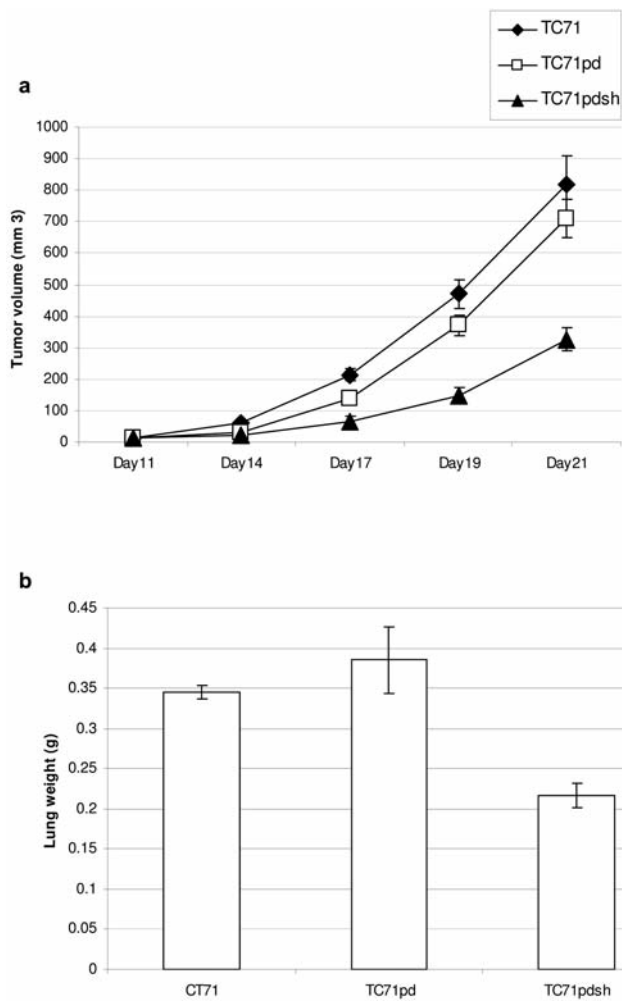 TC71
TC71pd
TC71pdsh
a
1000
900
800
700
600
500
400
300
200
100
0
Tumor volume (mm 3)
Day11 Day14 Day17 Day19 Day21
b
0.45
0.4
0.35
0.3
0.25
0.2
0.15
0.1
0.05
0
Lung weight (g)
CT71 TC71pd TC71pdsh